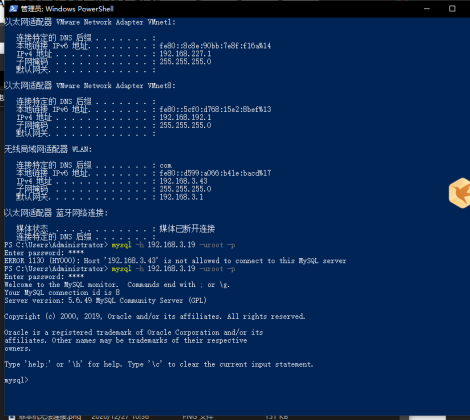 管理员: Windows PowerShell
以太网适配器 VMware Network Adapter VMnet1:
连接特定的 DNS 后缀 . . . . . . . :
本地链接 IPv6 地址. . . . . . . . : fe80::8c8e:90bb:7e8f:f16a%14
IPv4 地址 . . . . . . . . . . . . : 192.168.227.1
子网掩码 . . . . . . . . . . . . : 255.255.255.0
默认网关. . . . . . . . . . . . . :
以太网适配器 VMware Network Adapter VMnet8:
连接特定的 DNS 后缀 . . . . . . . :
本地链接 IPv6 地址. . . . . . . . : fe80::5cf0:d768:15e2:8bef%13
IPv4 地址 . . . . . . . . . . . . : 192.168.192.1
子网掩码 . . . . . . . . . . . . : 255.255.255.0
默认网关. . . . . . . . . . . . . :
无线局域网适配器 WLAN:
连接特定的 DNS 后缀 . . . . . . . : com
本地链接 IPv6 地址. . . . . . . . : fe80::d599:a066:b41e:bacd%17
IPv4 地址 . . . . . . . . . . . . : 192.168.3.43
子网掩码 . . . . . . . . . . . . : 255.255.255.0
默认网关. . . . . . . . . . . . . : 192.168.3.1
以太网适配器 蓝牙网络连接:
媒体状态 . . . . . . . . . . . . : 媒体已断开连接
连接特定的 DNS 后缀 . . . . . . . :
PS C:\Users\Administrator> mysql -h 192.168.3.19 -uroot -p
Enter password: ****
ERROR 1130 (HY000): Host '192.168.3.43' is not allowed to connect to this MySQL server
PS C:\Users\Administrator> mysql -h 192.168.3.19 -uroot -p
Enter password: ****
Welcome to the MySQL monitor.  Commands end with ; or \g.
Your MySQL connection id is 8
Server version: 5.6.49 MySQL Community Server (GPL)
Copyright (c) 2000, 2019, Oracle and/or its affiliates. All rights reserved.
Oracle is a registered trademark of Oracle Corporation and/or its
affiliates. Other names may be trademarks of their respective
owners.
Type 'help;' or '\h' for help. Type '\c' to clear the current input statement.
mysql>